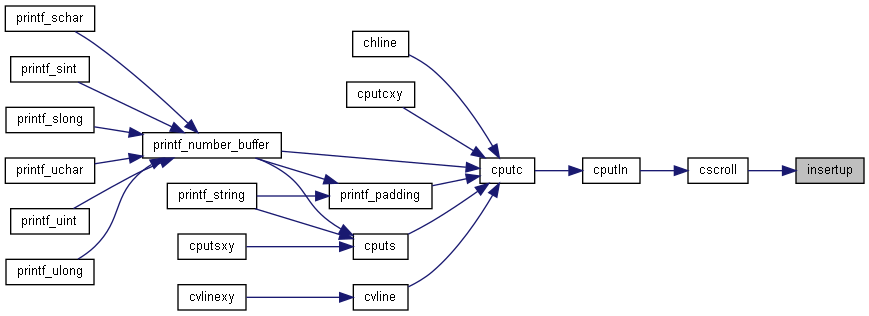 printf_schar
printf_sint
printf_slong
printf_uchar
printf_uint
printf_ulong
printf_number_buffer
printf_string
cputsxy
cvlinexy
chline
cputcxy
printf_padding
cputs
cvline
cputc
cputln
cscroll
insertup